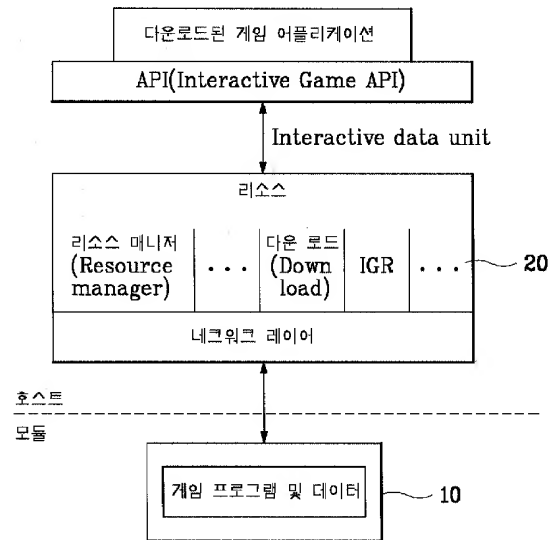 다운로드된 게임 어플리케이션
API(Interactive Game API)
Interactive data unit
리소스
리소스 매니저
(Resource
manager)
...
다운 로드
(Down
load)
IGR
...
20
네크워크 레이어
호스트
모듈
게임 프로그램 및 데이터
10